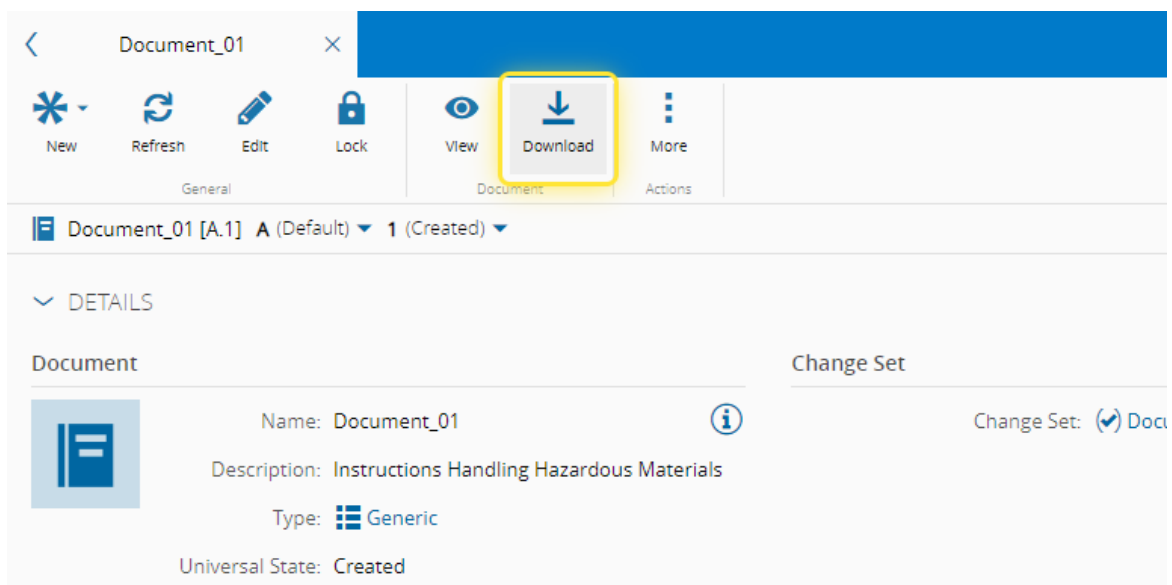 Document_01
New Refresh Edit Lock View Download More
General Document Actions
Document_01 [A.1] A (Default) 1 (Created)
DETAILS
Document
Name: Document_01
Description: Instructions Handling Hazardous Materials
Type: Generic
Universal State: Created
Change Set
Change Set: Docu